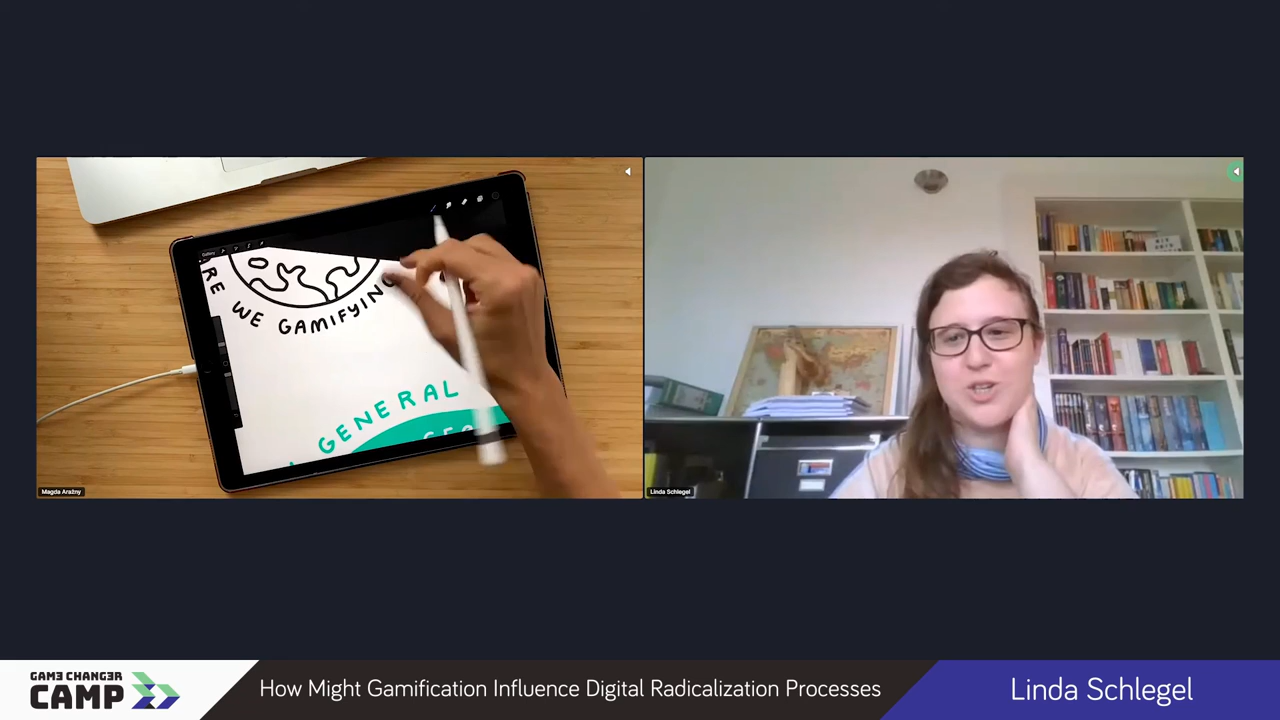 Gallery
RE WE GAMIFYING
GENERAL
Magda Arażny
Linda Schlegel
GAME CHANGER
CAMP
How Might Gamification Influence Digital Radicalization Processes
Linda Schlegel